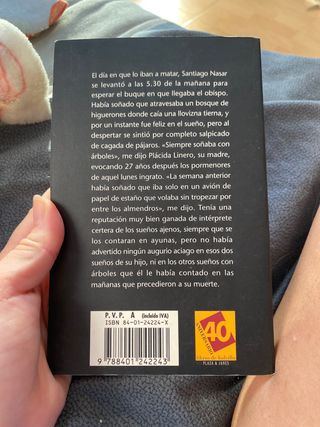 El día en que lo iban a matar, Santiago Nasar
se levantó a las 5.30 de la mañana para
esperar el buque en que llegaba el obispo.
Había soñado que atravesaba un bosque de
higuerones donde caía una llovizna tierna, y
por un instante fue feliz en el sueño, pero al
despertar se sintió por completo salpicado
de cagada de pájaros. «Siempre soñaba con
árboles», me dijo Plácida Linero, su madre,
evocando 27 años después los pormenores
de aquel lunes ingrato. «La semana anterior
había soñado que iba solo en un avión de
papel de estaño que volaba sin tropezar por
entre los almendros», me dijo. Tenía una
reputación muy bien ganada de intérprete
certera de los sueños ajenos, siempre que se
los contaran en ayunas, pero no había
advertido ningún augurio aciago en esos dos
sueños de su hijo, ni en los otros sueños con
árboles que él le había contado en las
mañanas que precedieron a su muerte.
P. V. P. A (incluido IVA)
ISBN 84-01-24224-X
9 788401 242243
40
ANIVERSARIO
libros de bolsillo
PLAZA & JANES